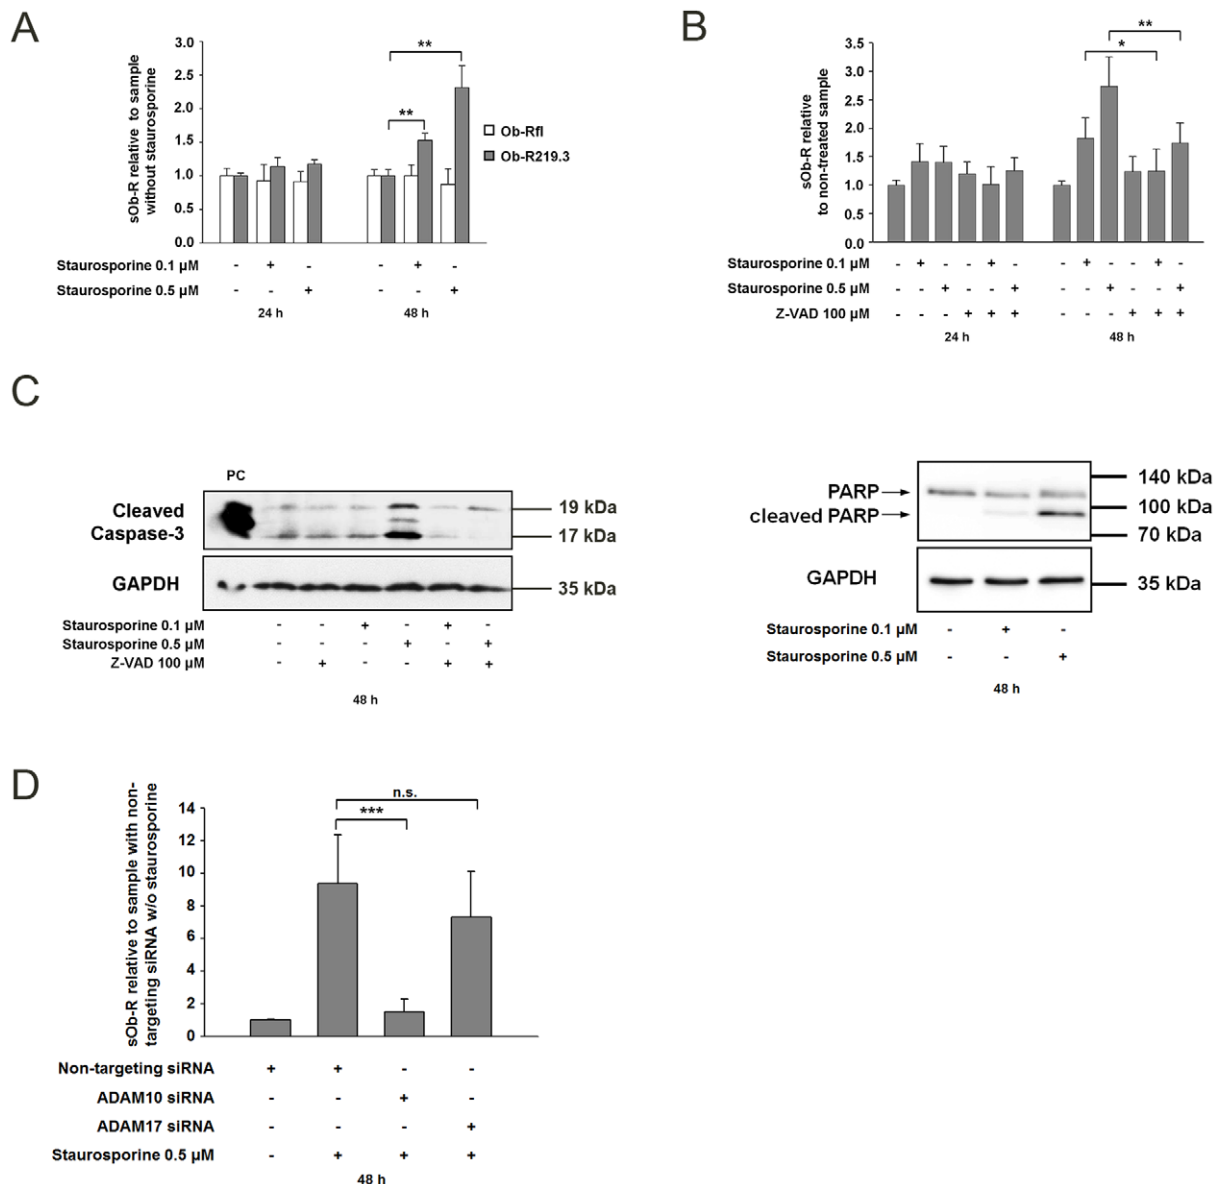 A
sOb-R relative to sample
without staurosporine
3.0
2.5
2.0
1.5
1.0
0.5
0.0
**
**
Ob-Rfl
Ob-R219.3
Staurosporine 0.1 µM - + - - + -
Staurosporine 0.5 µM - - + - - +
24 h 48 h
B
sOb-R relative
to non-treated sample
3.5
3.0
2.5
2.0
1.5
1.0
0.5
0.0
**
*
Staurosporine 0.1 µM - + - - + - - + - - + -
Staurosporine 0.5 µM - - + - - + - - + - - +
Z-VAD 100 µM - - - + + + - - - + + +
24 h 48 h
C
PC
Cleaved
Caspase-3
19 kDa
17 kDa
GAPDH
35 kDa
Staurosporine 0.1 µM - - + - + -
Staurosporine 0.5 µM - - - + - +
Z-VAD 100 µM - + - - + +
48 h
PARP
cleaved PARP
140 kDa
100 kDa
70 kDa
GAPDH
35 kDa
Staurosporine 0.1 µM - + -
Staurosporine 0.5 µM - - +
48 h
D
sOb-R relative to sample with non-
targeting siRNA w/o staurosporine
14
12
10
8
6
4
2
0
n.s.
***
Non-targeting siRNA + + - -
ADAM10 siRNA - - + -
ADAM17 siRNA - - - +
Staurosporine 0.5 µM - + + +
48 h